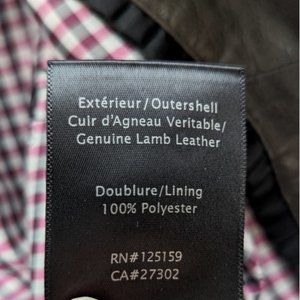 Extérieur/Outershell
Cuir d'Agneau Veritable/
Genuine Lamb Leather
Doublure/Lining
100% Polyester
RN#125159
CA#27302